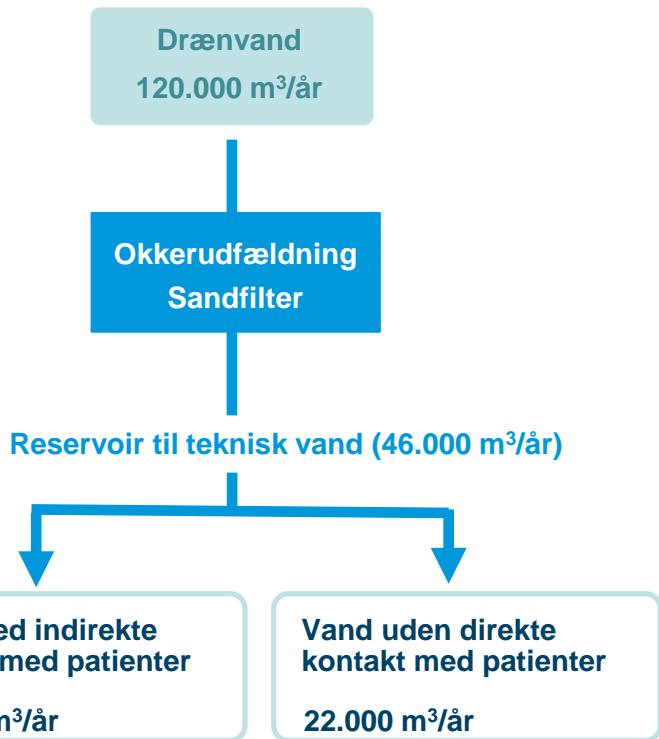 Drænvand
120.000 m³/år
Okkerudfældning
Sandfilter
Reservoir til teknisk vand (46.000 m³/år)
indirekte
med patienter
m³/år
Vand uden direkte
kontakt med patienter
22.000 m³/år